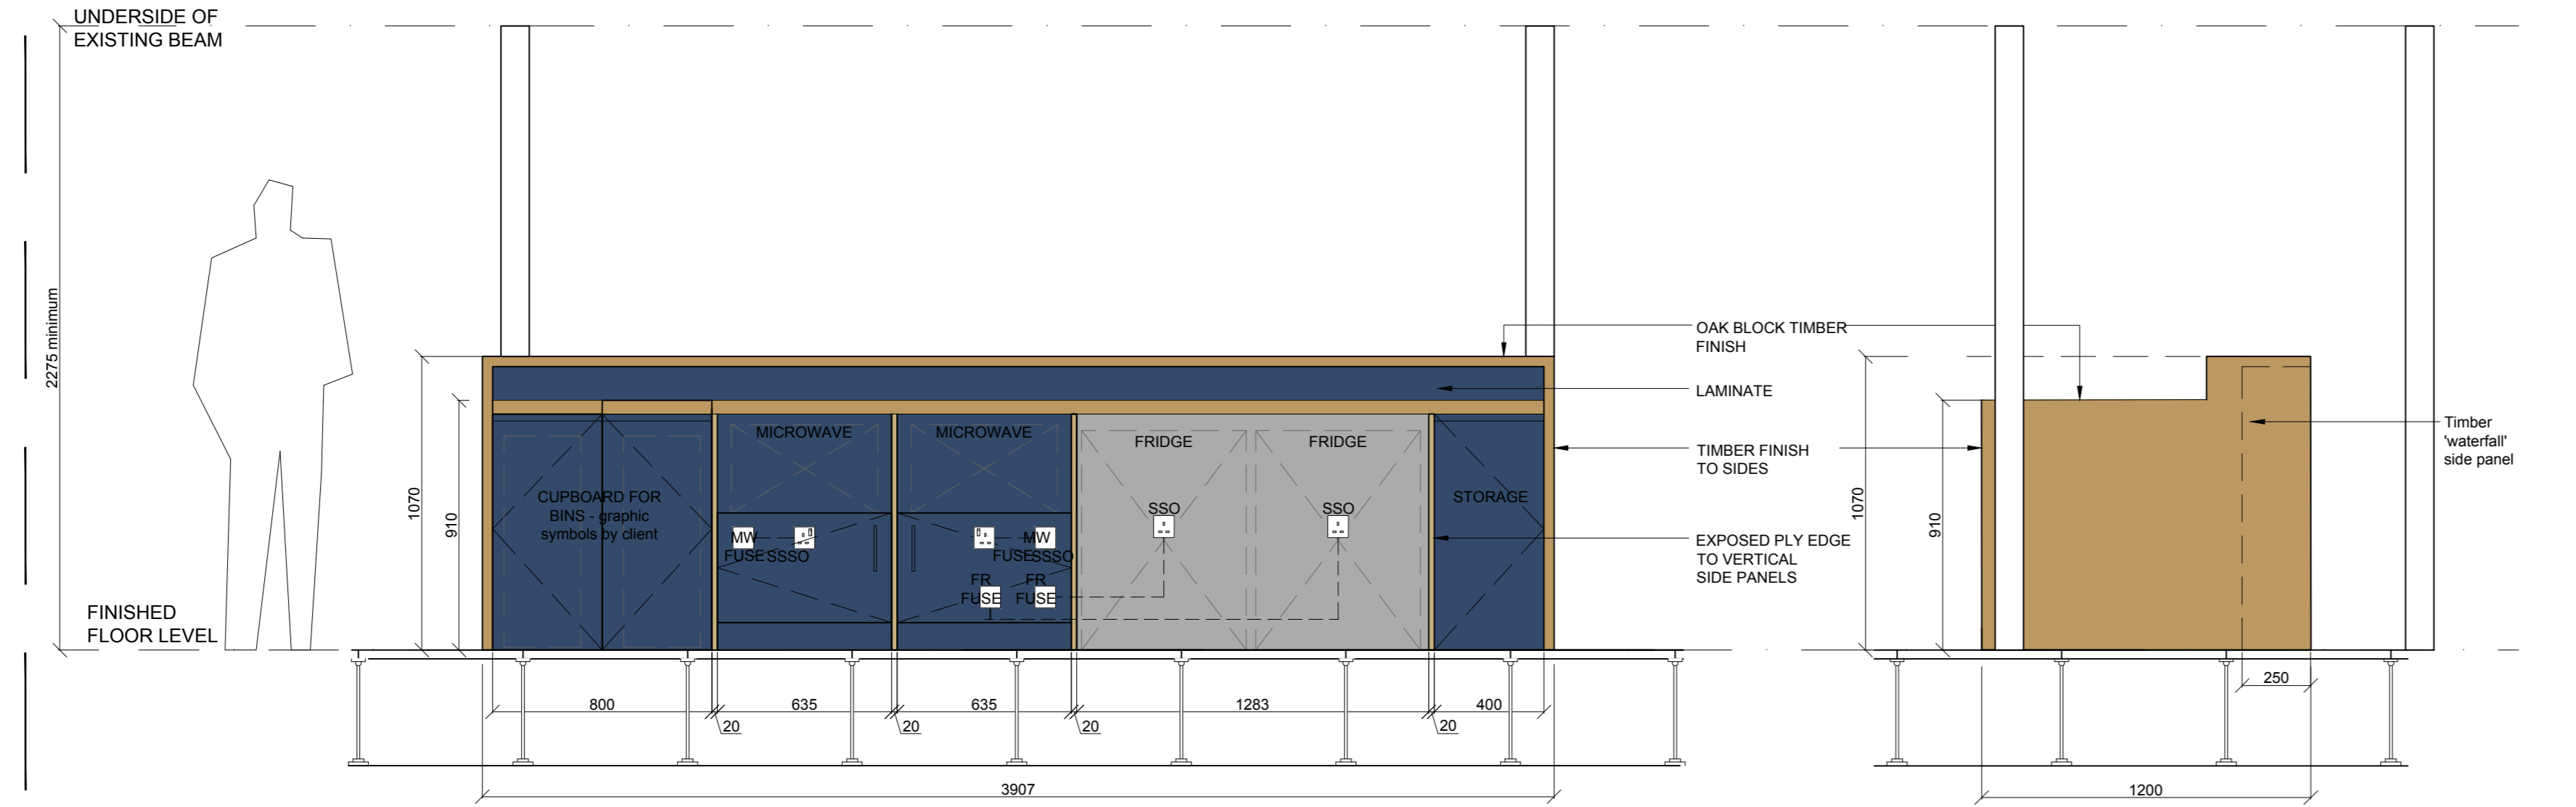 UNDERSIDE OF
EXISTING BEAM
2275 minimum
FINISHED
FLOOR LEVEL
1070
910
CUPBOARD FOR
BINS - graphic
symbols by client
MICROWAVE
MW
FUSE
SSSO
MICROWAVE
MW
FUSE
SSSO
FR
FUSE
FR
FUSE
FRIDGE
SSO
FRIDGE
SSO
STORAGE
800
20
635
20
635
20
1283
20
400
3907
OAK BLOCK TIMBER
FINISH
LAMINATE
TIMBER FINISH
TO SIDES
EXPOSED PLY EDGE
TO VERTICAL
SIDE PANELS
1070
910
Timber
'waterfall'
side panel
250
1200